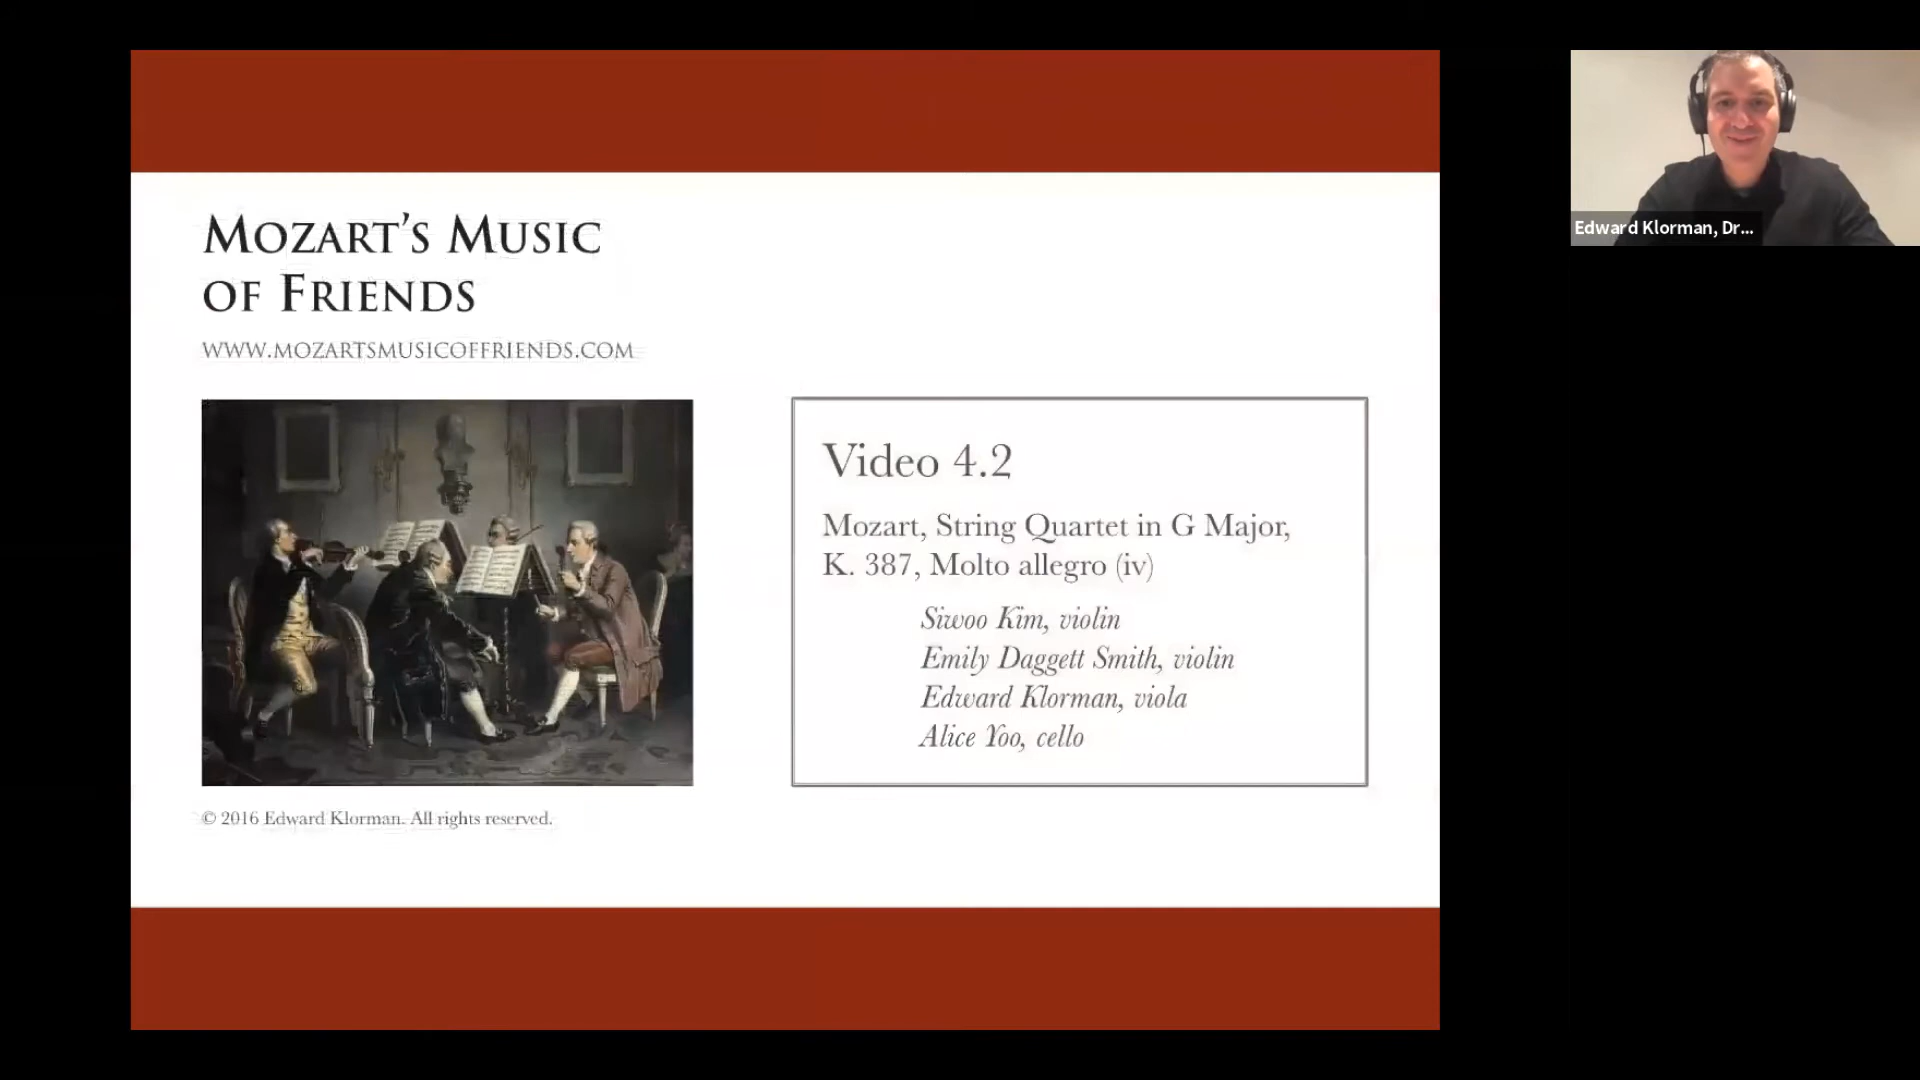 MOZART'S MUSIC
OF FRIENDS
WWW.MOZARTSMUSICOFFRIENDS.COM
Video 4.2
Mozart, String Quartet in G Major,
K. 387, Molto allegro (iv)
Siwoo Kim, violin
Emily Daggett Smith, violin
Edward Klorman, viola
Alice Yoo, cello
© 2016 Edward Klorman. All rights reserved.
Edward Klorman, Dr...